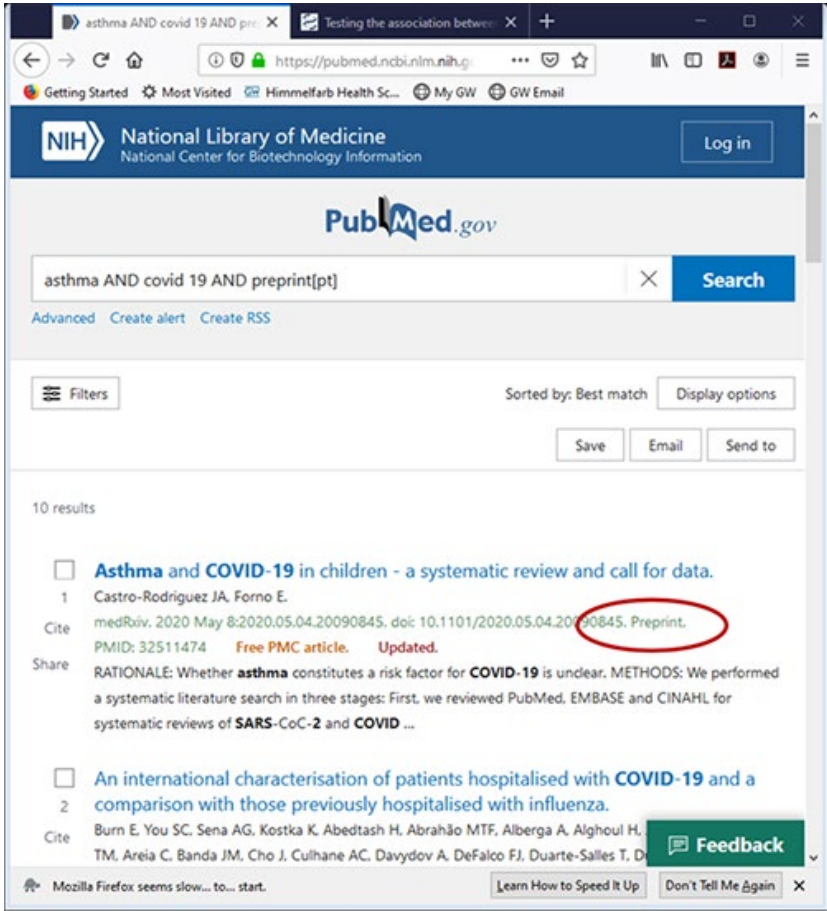 asthma AND covid 19 AND pre
Testing the association betwee
https://pubmed.ncbi.nlm.nih.g
Getting Started Most Visited Himmelfarb Health Sc... My GW GW Email
NIH National Library of Medicine
National Center for Biotechnology Information
Log in
PubMed.gov
asthma AND covid 19 AND preprint[pt]
Search
Advanced Create alert Create RSS
Filters
Sorted by: Best match Display options
Save Email Send to
10 results
Asthma and COVID-19 in children - a systematic review and call for data.
1 Castro-Rodriguez JA, Forno E.
Cite medRxiv. 2020 May 8:2020.05.04.20090845. doi: 10.1101/2020.05.04.20090845. Preprint.
PMID: 32511474 Free PMC article. Updated.
Share RATIONALE: Whether asthma constitutes a risk factor for COVID-19 is unclear. METHODS: We performed
a systematic literature search in three stages: First, we reviewed PubMed, EMBASE and CINAHL for
systematic reviews of SARS-CoC-2 and COVID ...
An international characterisation of patients hospitalised with COVID-19 and a
2 comparison with those previously hospitalised with influenza.
Cite Burn E, You SC, Sena AG, Kostka K, Abedtash H, Abrahão MTF, Alberga A, Alghoul H,
TM, Areia C, Banda JM, Cho J, Culhane AC, Davydov A, DeFalco FJ, Duarte-Salles T, D
Feedback
Mozilla Firefox seems slow... to... start.
Learn How to Speed It Up Don't Tell Me Again